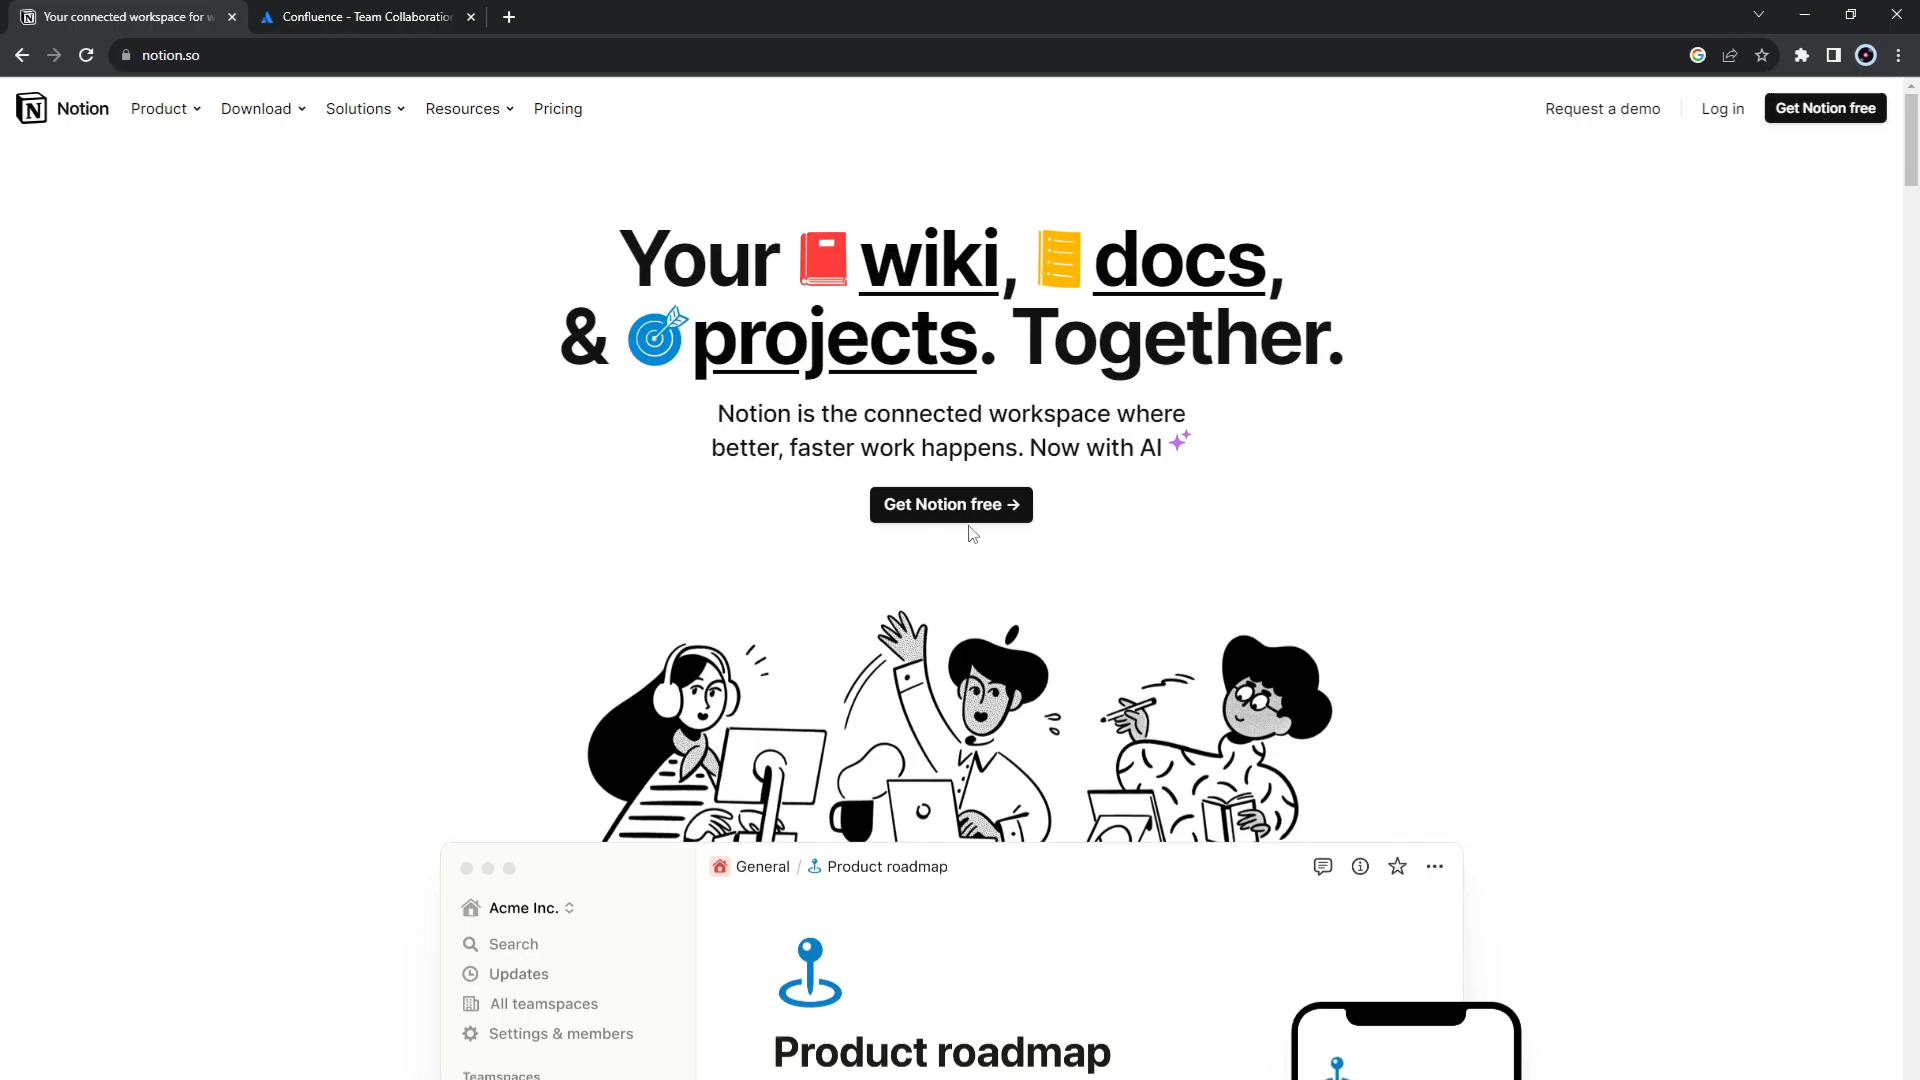 Your connected workspace for w
Confluence - Team Collaboration
notion.so
Notion
Product
Download
Solutions
Resources
Pricing
Request a demo
Log in
Get Notion free
Your wiki, docs,
& projects. Together.
Notion is the connected workspace where
better, faster work happens. Now with AI
Get Notion free →
General / Product roadmap
Acme Inc.
Search
Updates
All teamspaces
Settings & members
Teamspaces
Product roadmap